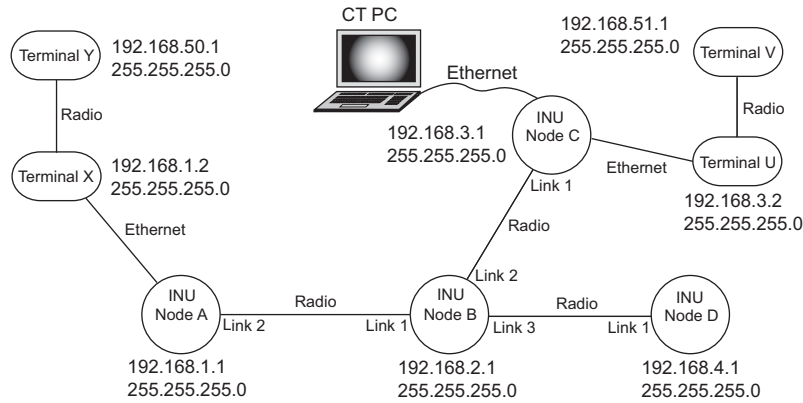 CT PC
Terminal Y
192.168.50.1
255.255.255.0
192.168.51.1
255.255.255.0
Terminal V
Ethernet
Radio
Radio
INU
Node C
192.168.3.1
255.255.255.0
Terminal X
192.168.1.2
255.255.255.0
Ethernet
Terminal U
Link 1
192.168.3.2
255.255.255.0
Ethernet
Radio
Link 2
INU
Node A
Link 2
Radio
Link 1
INU
Node B
Link 3
Radio
Link 1
INU
Node D
192.168.1.1
255.255.255.0
192.168.2.1
255.255.255.0
192.168.4.1
255.255.255.0